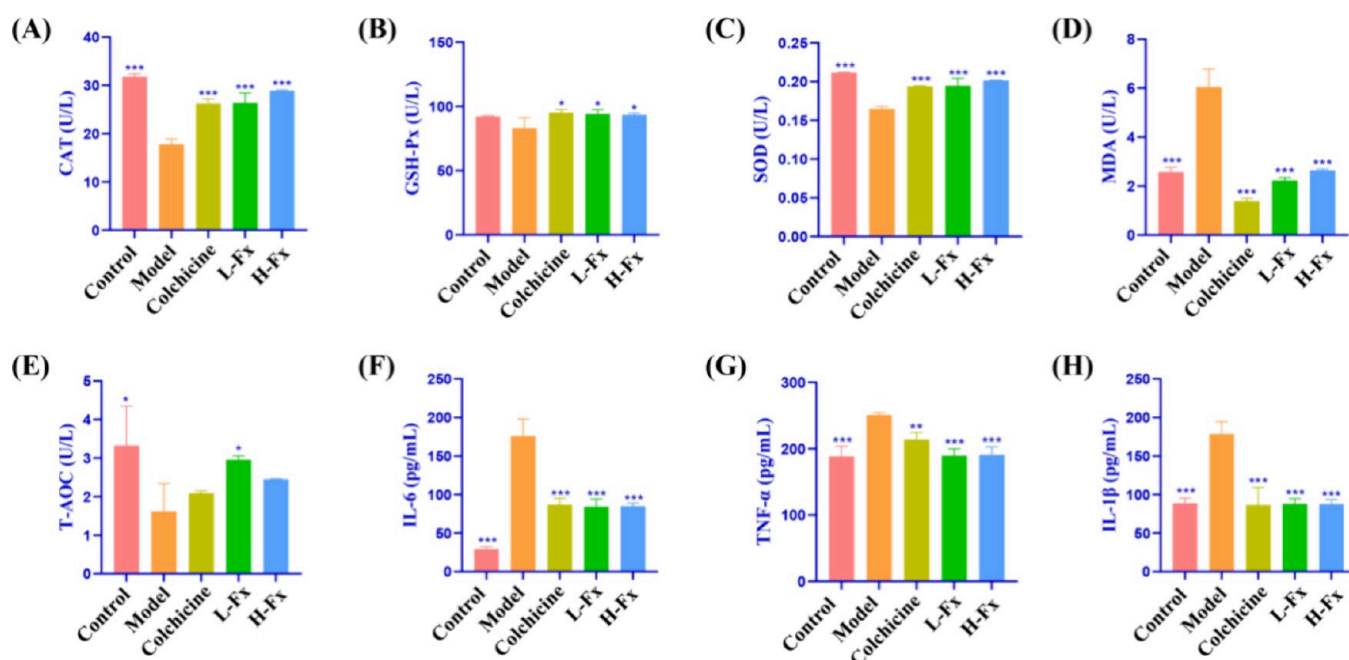 (A)
CAT (U/L)
40
30
20
10
0
***
***
***
***
Control
Model
Colchicine
L-Fx
H-Fx
(B)
GSH-Px (U/L)
150
100
50
0
*
*
*
Control
Model
Colchicine
L-Fx
H-Fx
(C)
SOD (U/L)
0.25
0.20
0.15
0.10
0.05
0.00
***
***
***
***
Control
Model
Colchicine
L-Fx
H-Fx
(D)
MDA (U/L)
8
6
4
2
0
***
***
***
***
Control
Model
Colchicine
L-Fx
H-Fx
(E)
T-AOC (U/L)
5
4
3
2
1
0
*
*
Control
Model
Colchicine
L-Fx
H-Fx
(F)
IL-6 (pg/mL)
250
200
150
100
50
0
***
***
***
***
Control
Model
Colchicine
L-Fx
H-Fx
(G)
TNF-α (pg/mL)
300
200
100
0
***
**
***
***
Control
Model
Colchicine
L-Fx
H-Fx
(H)
IL-1β (pg/mL)
250
200
150
100
50
0
***
***
***
***
Control
Model
Colchicine
L-Fx
H-Fx